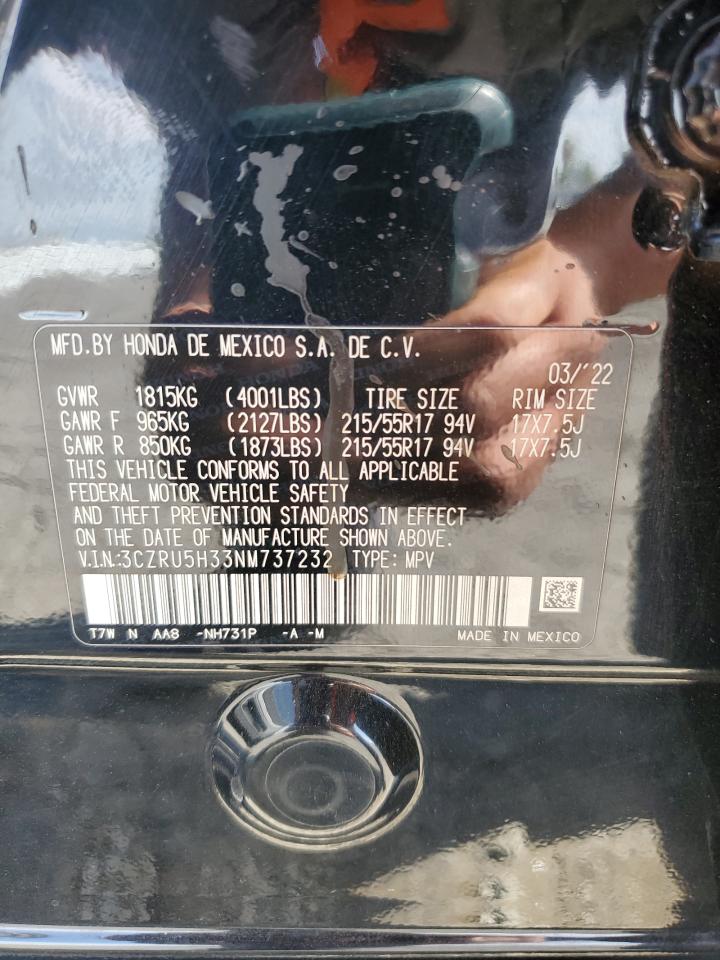 MFD.BY HONDA DE MEXICO S.A. DE C.V.
03/'22
GVWR 1815KG (4001LBS) TIRE SIZE RIM SIZE
GAWR F 965KG (2127LBS) 215/55R17 94V 17X7.5J
GAWR R 850KG (1873LBS) 215/55R17 94V 17X7.5J
THIS VEHICLE CONFORMS TO ALL APPLICABLE
FEDERAL MOTOR VEHICLE SAFETY
AND THEFT PREVENTION STANDARDS IN EFFECT
ON THE DATE OF MANUFACTURE SHOWN ABOVE.
V.I.N.:3CZRU5H33NM737232 TYPE: MPV
T7W N AA8 -NH731P -A -M MADE IN MEXICO